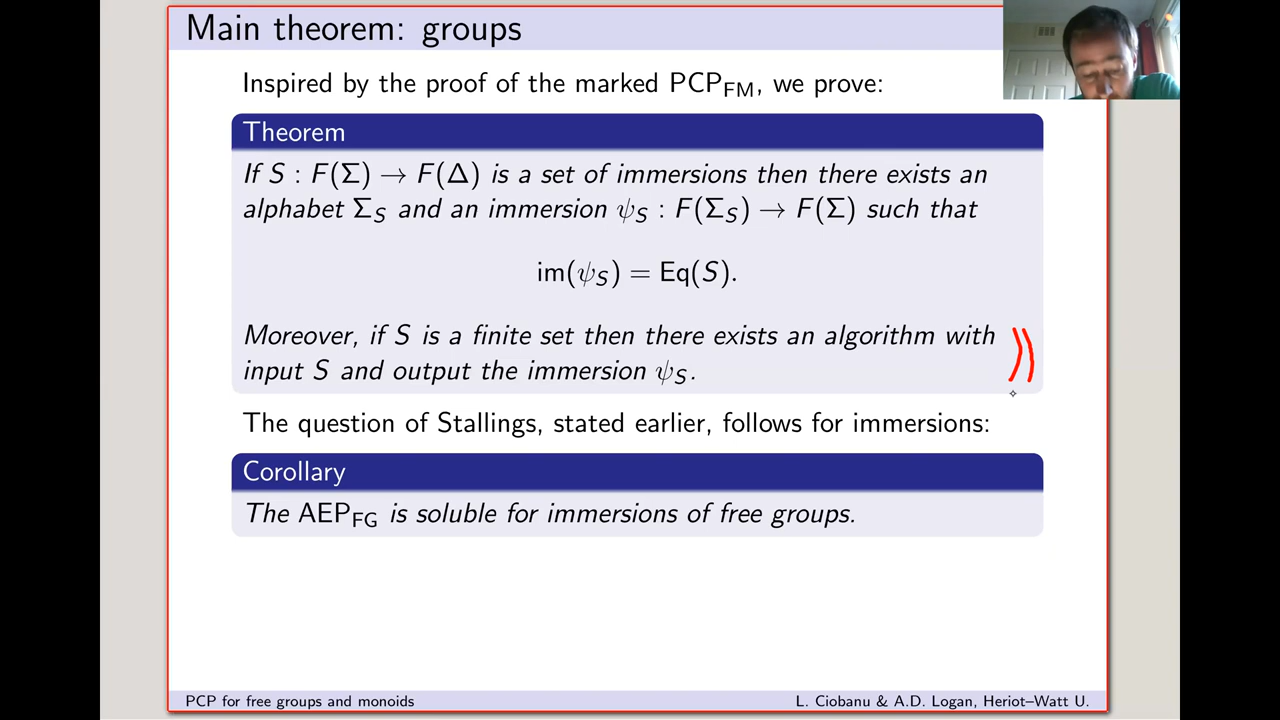 Main theorem: groups
Inspired by the proof of the marked PCP_FM, we prove:
Theorem
If S : F(Σ) → F(Δ) is a set of immersions then there exists an
alphabet Σ_S and an immersion ψ_S : F(Σ_S) → F(Σ) such that
im(ψ_S) = Eq(S).
Moreover, if S is a finite set then there exists an algorithm with
input S and output the immersion ψ_S.
The question of Stallings, stated earlier, follows for immersions:
Corollary
The AEP_FG is soluble for immersions of free groups.
PCP for free groups and monoids
L. Ciobanu & A.D. Logan, Heriot–Watt U.